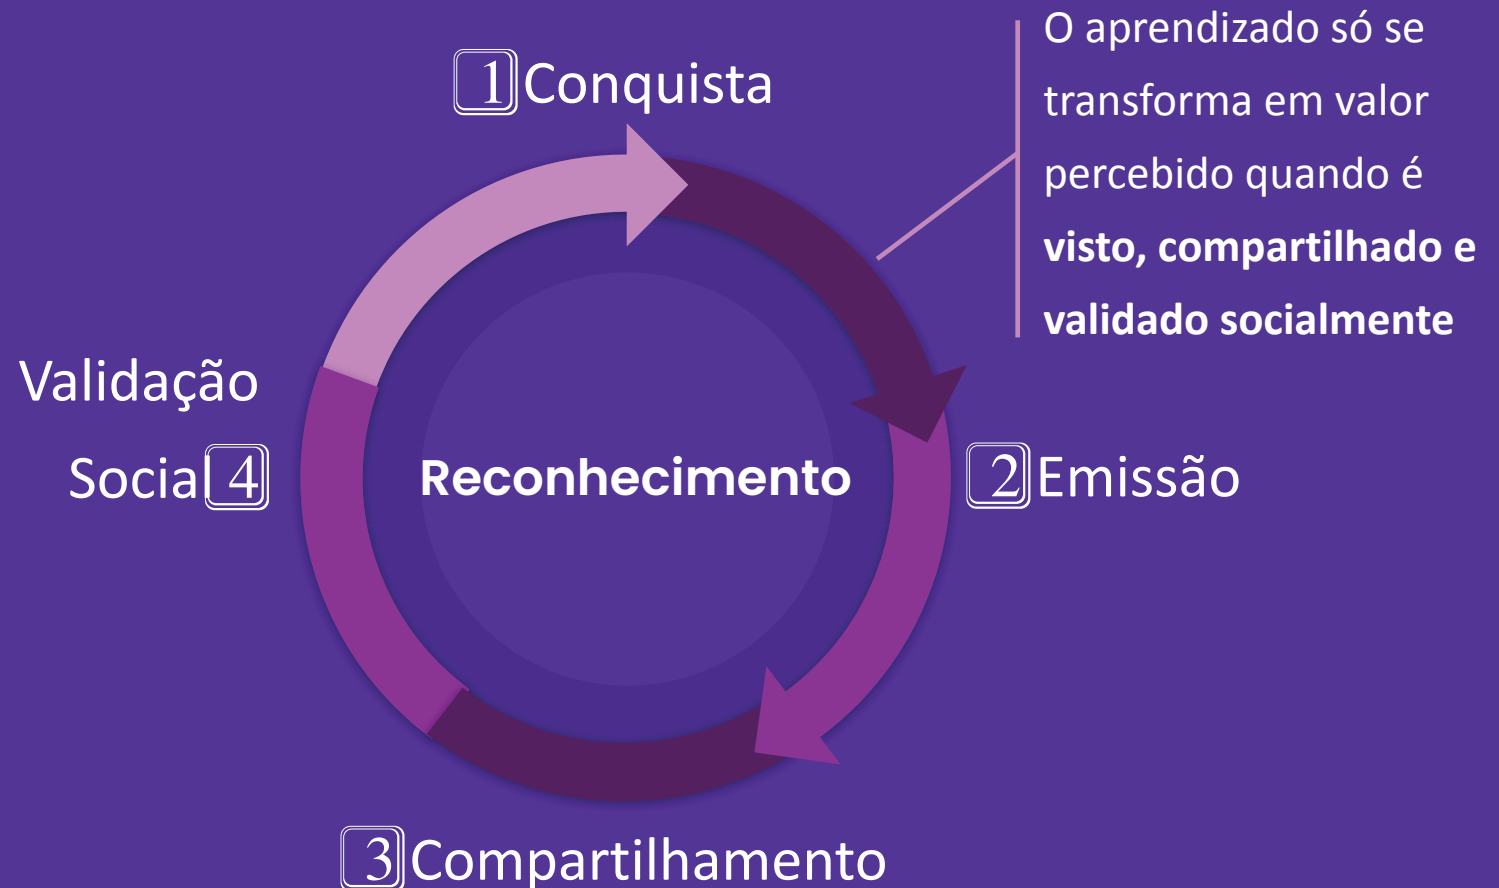 1 Conquista
O aprendizado só se
transforma em valor
percebido quando é
visto, compartilhado e
validado socialmente
Validação
Social 4
Reconhecimento
2 Emissão
3 Compartilhamento